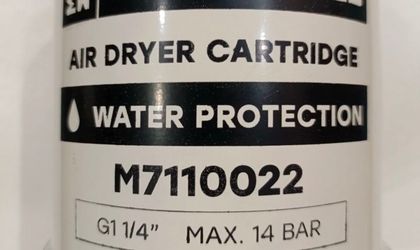 AIR DRYER CARTRIDGE
WATER PROTECTION
M7110022
G1 1/4” MAX. 14 BAR